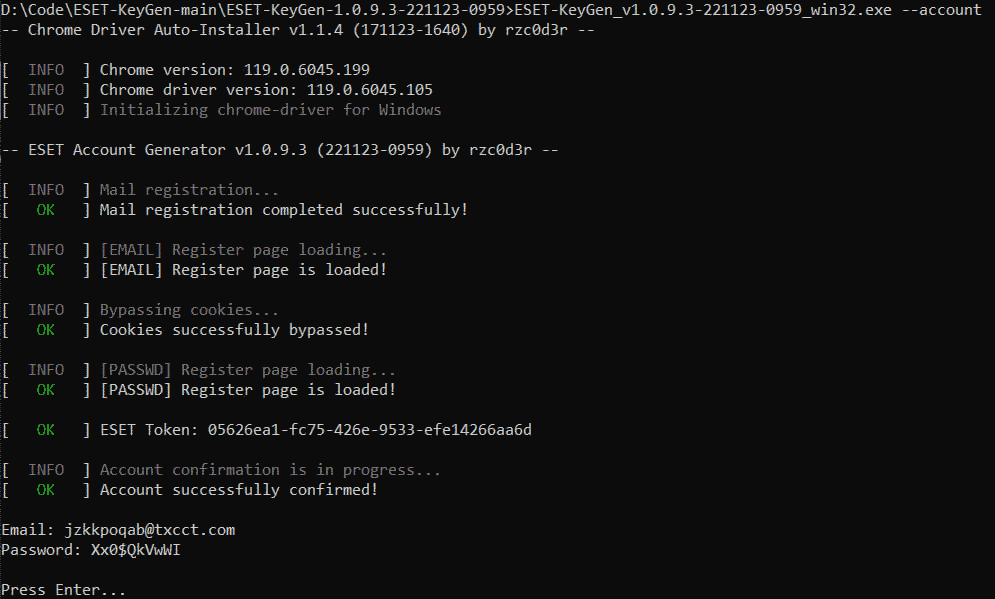 D:\Code\ESET-KeyGen-main\ESET-KeyGen-1.0.9.3-221123-0959>ESET-KeyGen_v1.0.9.3-221123-0959_win32.exe --account
-- Chrome Driver Auto-Installer v1.1.4 (171123-1640) by rzc0d3r --
[ INFO ] Chrome version: 119.0.6045.199
[ INFO ] Chrome driver version: 119.0.6045.105
[ INFO ] Initializing chrome-driver for Windows
-- ESET Account Generator v1.0.9.3 (221123-0959) by rzc0d3r --
[ INFO ] Mail registration...
[ OK ] Mail registration completed successfully!
[ INFO ] [EMAIL] Register page loading...
[ OK ] [EMAIL] Register page is loaded!
[ INFO ] Bypassing cookies...
[ OK ] Cookies successfully bypassed!
[ INFO ] [PASSWD] Register page loading...
[ OK ] [PASSWD] Register page is loaded!
[ OK ] ESET Token: 05626ea1-fc75-426e-9533-efe14266aa6d
[ INFO ] Account confirmation is in progress...
[ OK ] Account successfully confirmed!
Email: jzkkpoqab@txcct.com
Password: Xx0$QkVwWI
Press Enter...